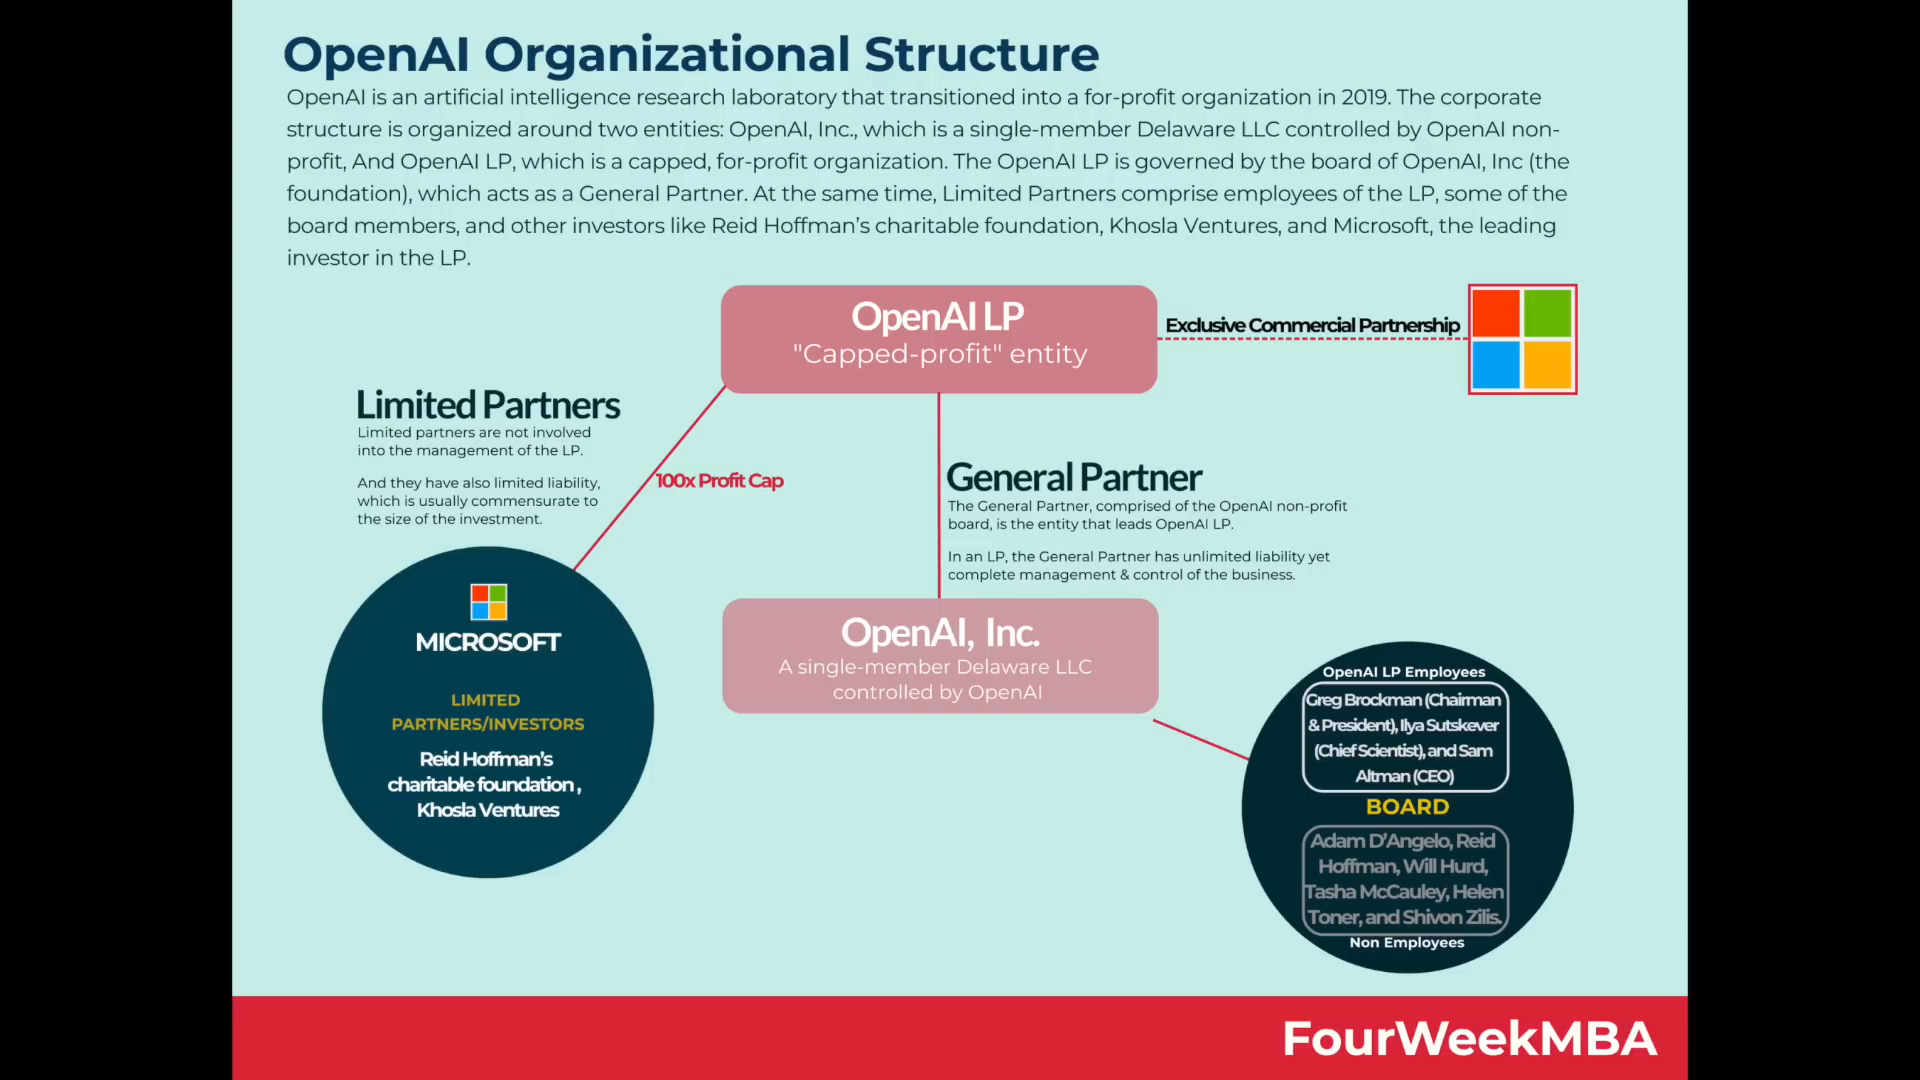 OpenAI Organizational Structure
OpenAI is an artificial intelligence research laboratory that transitioned into a for-profit organization in 2019. The corporate
structure is organized around two entities: OpenAI, Inc., which is a single-member Delaware LLC controlled by OpenAI non-
profit, And OpenAI LP, which is a capped, for-profit organization. The OpenAI LP is governed by the board of OpenAI, Inc (the
foundation), which acts as a General Partner. At the same time, Limited Partners comprise employees of the LP, some of the
board members, and other investors like Reid Hoffman's charitable foundation, Khosla Ventures, and Microsoft, the leading
investor in the LP.
OpenAI LP
"Capped-profit" entity
Exclusive Commercial Partnership
Limited Partners
Limited partners are not involved
into the management of the LP.
And they have also limited liability,
which is usually commensurate to
the size of the investment.
100x Profit Cap
General Partner
The General Partner, comprised of the OpenAI non-profit
board, is the entity that leads OpenAI LP.
In an LP, the General Partner has unlimited liability yet
complete management & control of the business.
MICROSOFT
LIMITED
PARTNERS/INVESTORS
Reid Hoffman's
charitable foundation ,
Khosla Ventures
OpenAI, Inc.
A single-member Delaware LLC
controlled by OpenAI
OpenAI LP Employees
Greg Brockman (Chairman
& President), Ilya Sutskever
(Chief Scientist), and Sam
Altman (CEO)
BOARD
Adam D'Angelo, Reid
Hoffman, Will Hurd,
Tasha McCauley, Helen
Toner, and Shivon Zilis.
Non Employees
FourWeekMBA